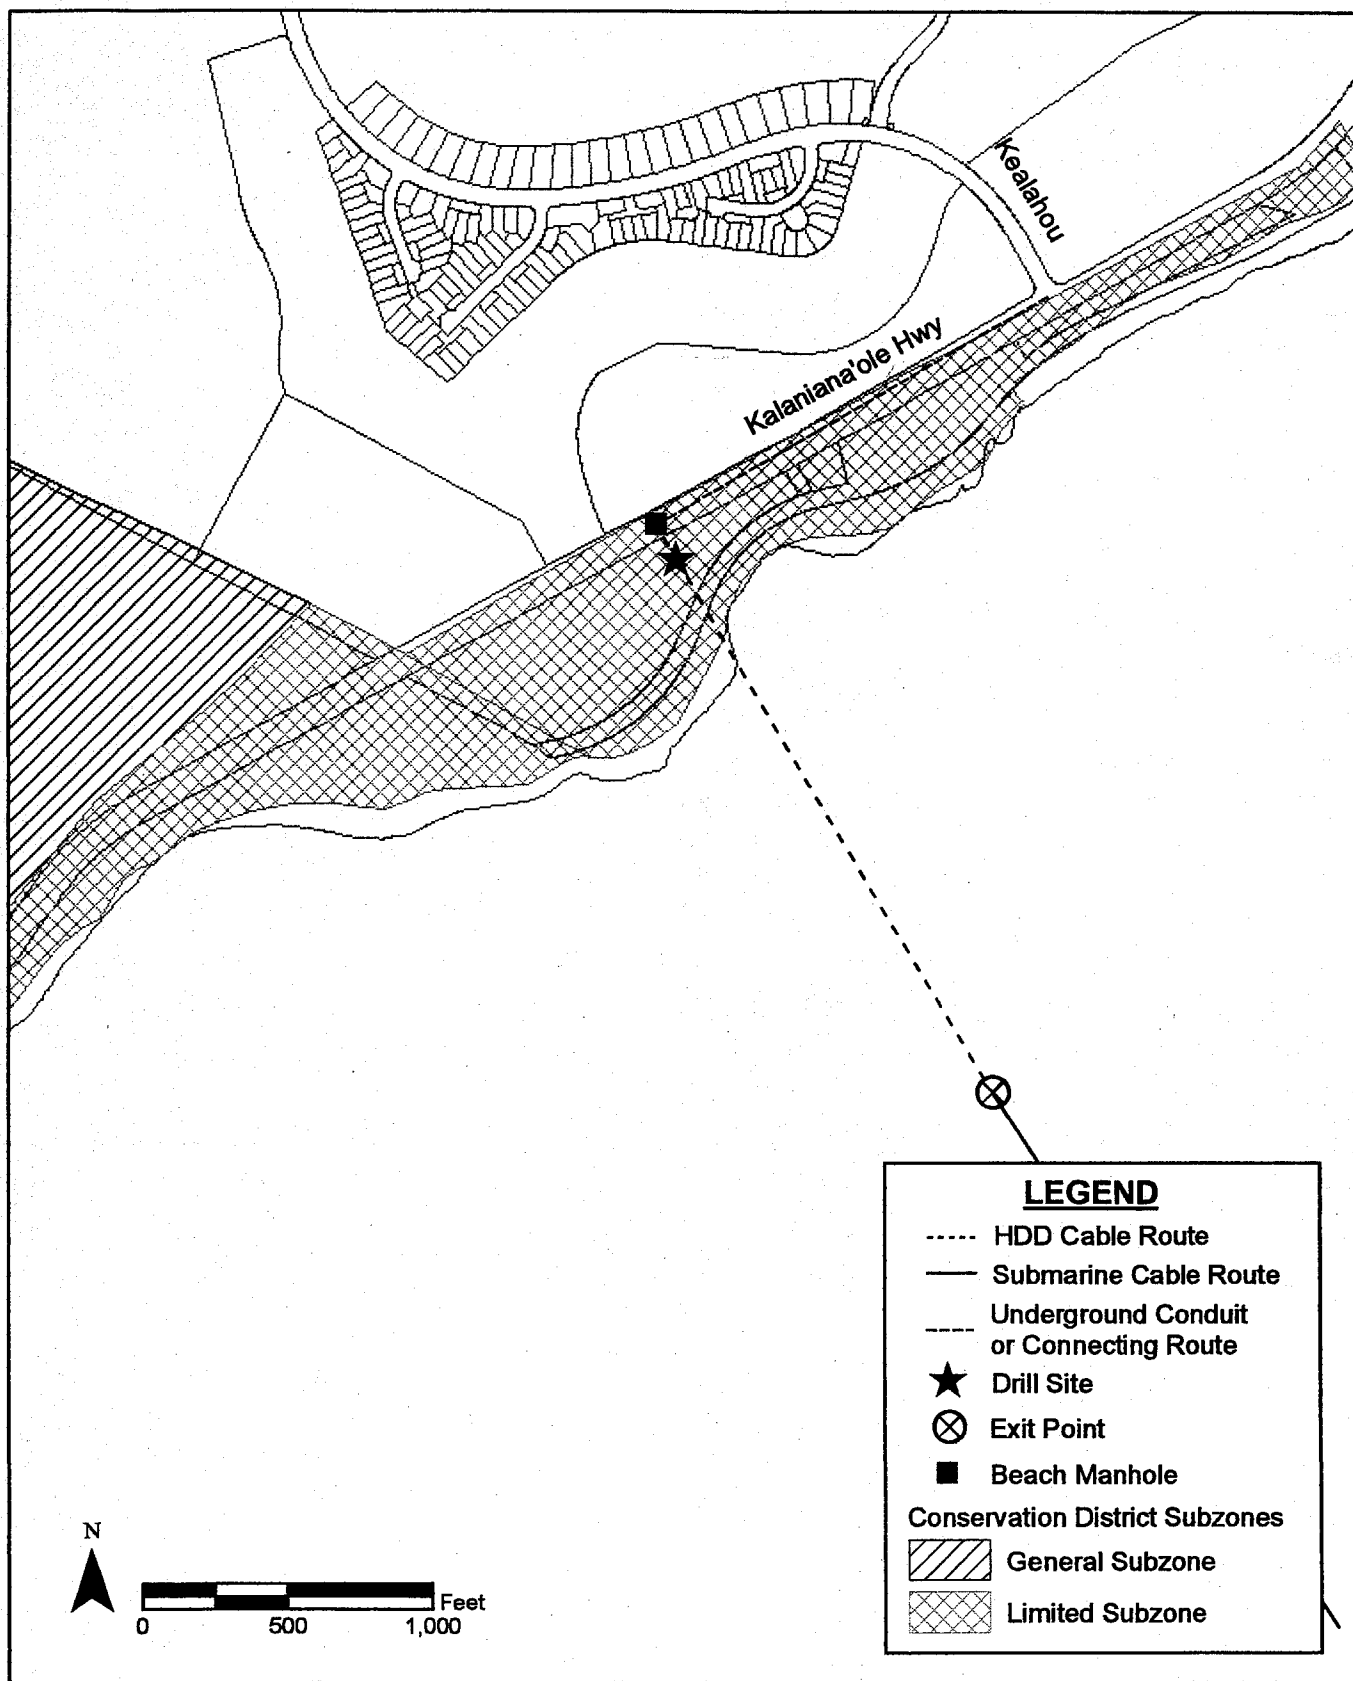 Kealahou
Kalaniana'ole Hwy
LEGEND
HDD Cable Route
Submarine Cable Route
Underground Conduit
or Connecting Route
Drill Site
Exit Point
Beach Manhole
Conservation District Subzones
General Subzone
Limited Subzone
N
Feet
0 500 1,000